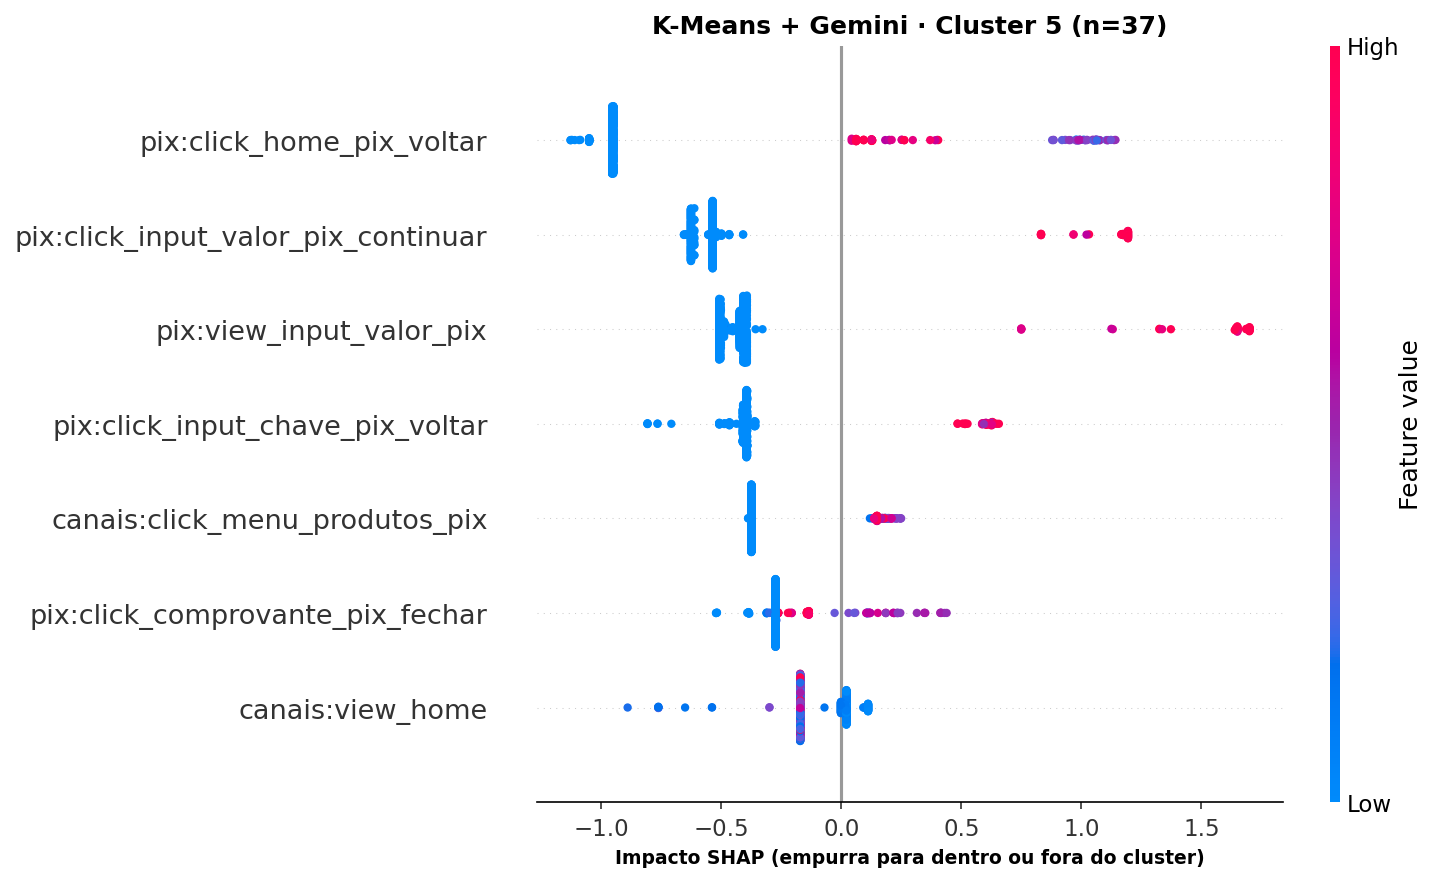 K-Means + Gemini · Cluster 5 (n=37)
High
pix:click_home_pix_voltar
pix:click_input_valor_pix_continuar
pix:view_input_valor_pix
pix:click_input_chave_pix_voltar
canais:click_menu_produtos_pix
pix:click_comprovante_pix_fechar
canais:view_home
Feature value
Low
−1.0 −0.5 0.0 0.5 1.0 1.5
Impacto SHAP (empurra para dentro ou fora do cluster)